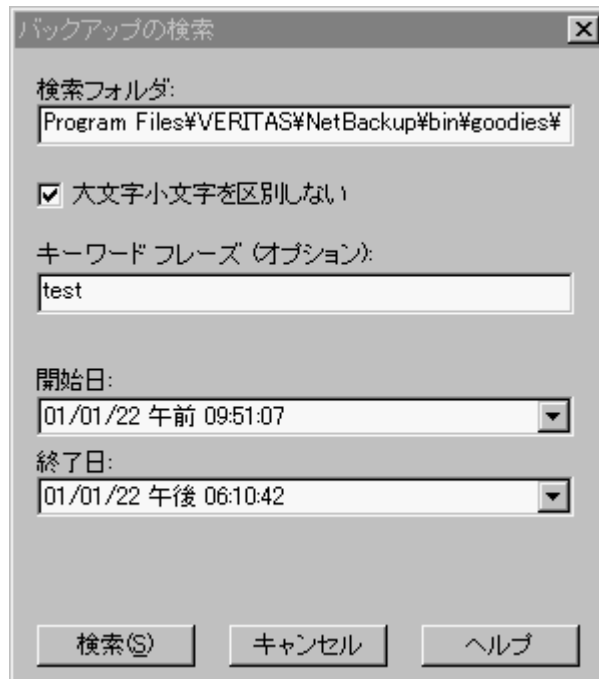 バックアップの検索
検索フォルダ:
Program Files¥VERITAS¥NetBackup¥bin¥goodies¥
大文字小文字を区別しない
キーワード フレーズ (オプション):
test
開始日:
01/01/22 午前 09:51:07
終了日:
01/01/22 午後 06:10:42
検索(S) キャンセル ヘルプ